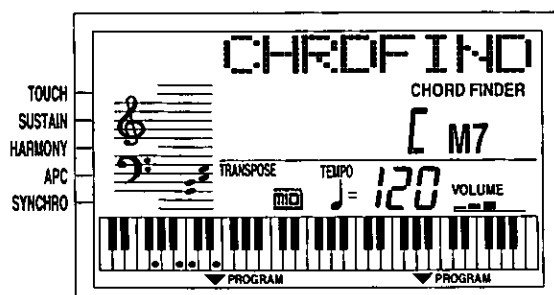 CHRDFIND
CHORD FINDER
TOUCH
SUSTAIN
HARMONY
APC
SYNCHRO
C M7
TRANSPOSE
TEMPO
= 120
VOLUME
PROGRAM
PROGRAM